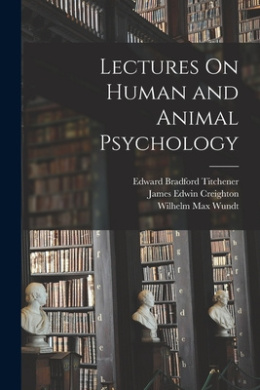 Lectures On
Human and
Animal
Psychology
Edward Bradford Titchener
James Edwin Creighton
Wilhelm Max Wundt